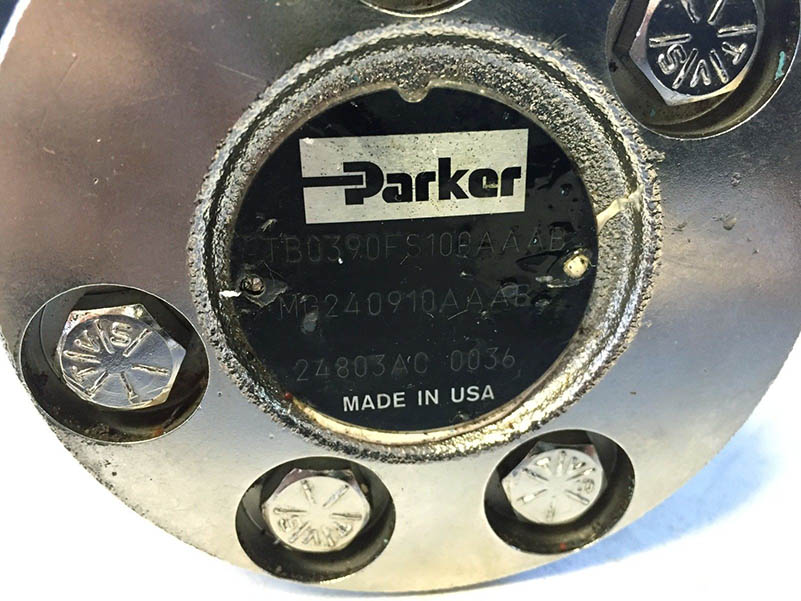 Parker
TB0390FS100AAAB
MG240910AAAB
24803AC 0036
MADE IN USA